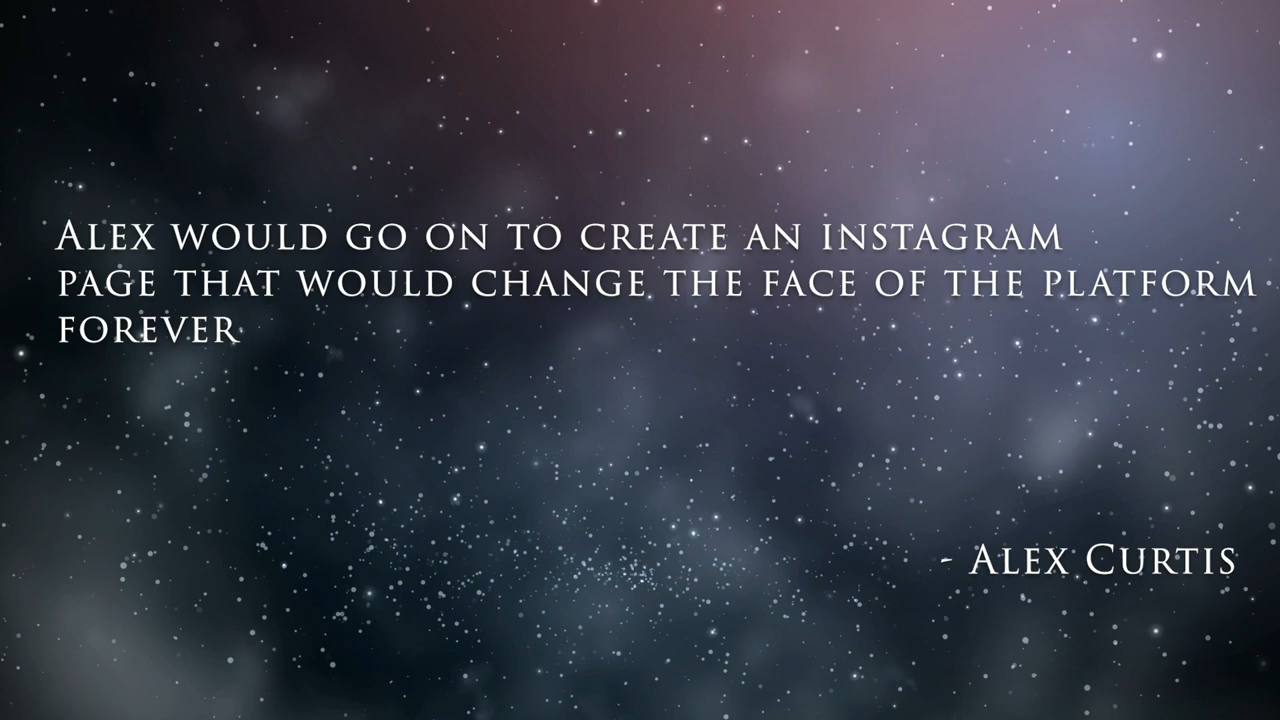 Alex would go on to create an instagram
page that would change the face of the platform
forever
- Alex Curtis